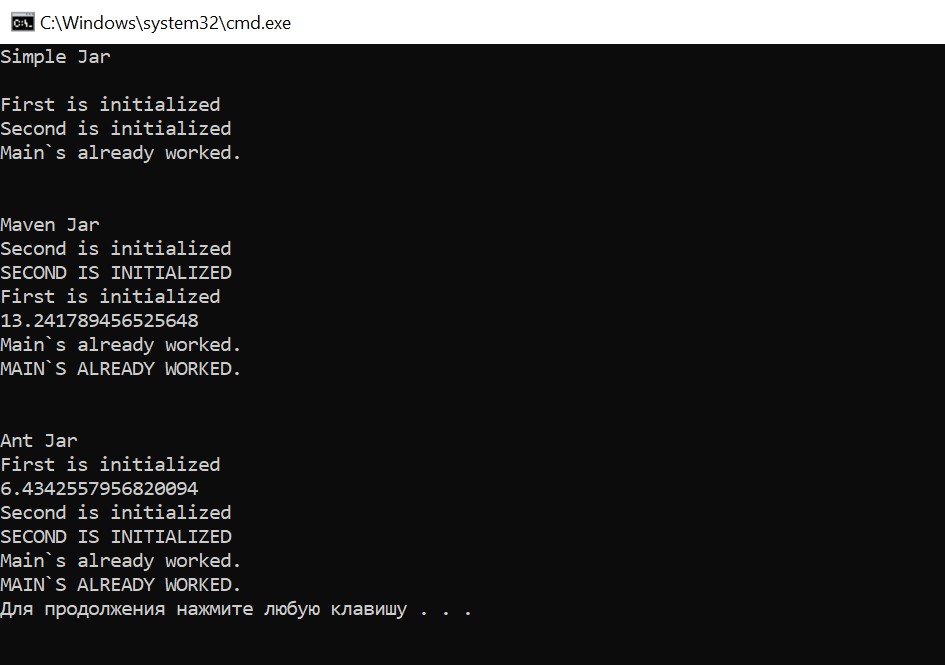 C:\Windows\system32\cmd.exe
Simple Jar
First is initialized
Second is initialized
Main`s already worked.
Maven Jar
Second is initialized
SECOND IS INITIALIZED
First is initialized
13.241789456525648
Main`s already worked.
MAIN`S ALREADY WORKED.
Ant Jar
First is initialized
6.4342557956820094
Second is initialized
SECOND IS INITIALIZED
Main`s already worked.
MAIN`S ALREADY WORKED.
Для продолжения нажмите любую клавишу . . .